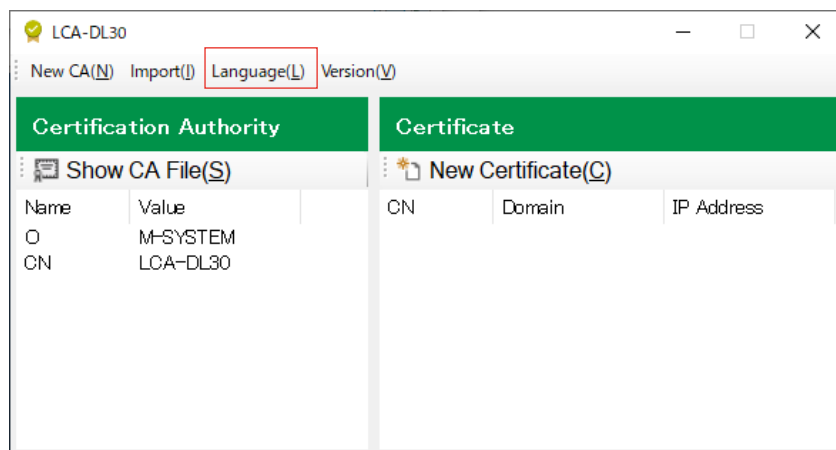 LCA-DL30
New CA(N) Import(I) Language(L) Version(V)
Certification Authority
Show CA File(S)
Name Value
O M-SYSTEM
CN LCA-DL30
Certificate
New Certificate(C)
CN Domain IP Address